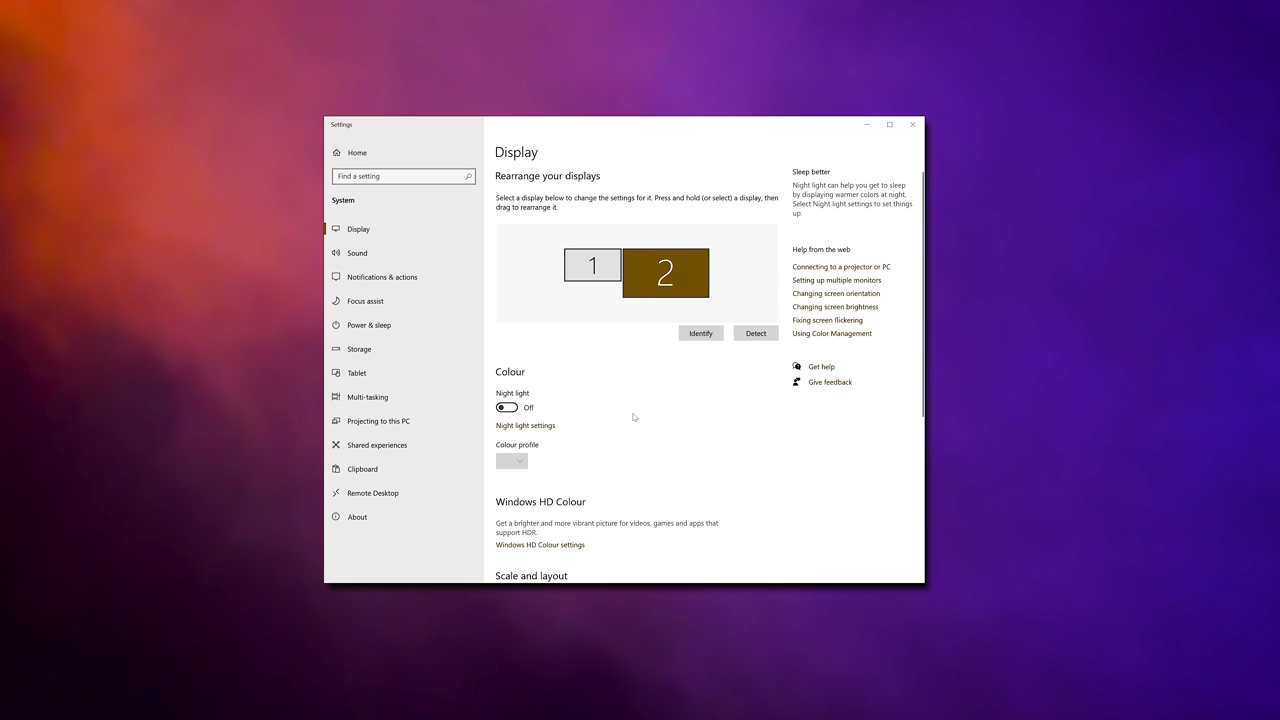 Settings
Home
Find a setting
System
Display
Sound
Notifications & actions
Focus assist
Power & sleep
Storage
Tablet
Multi-tasking
Projecting to this PC
Shared experiences
Clipboard
Remote Desktop
About
Display
Rearrange your displays
Select a display below to change the settings for it. Press and hold (or select) a display, then
drag to rearrange it.
1
2
Identify
Detect
Colour
Night light
Off
Night light settings
Colour profile
Windows HD Colour
Get a brighter and more vibrant picture for videos, games and apps that
support HDR.
Windows HD Colour settings
Scale and layout
Sleep better
Night light can help you get to sleep
by displaying warmer colors at night.
Select Night light settings to set things
up.
Help from the web
Connecting to a projector or PC
Setting up multiple monitors
Changing screen orientation
Changing screen brightness
Fixing screen flickering
Using Color Management
Get help
Give feedback